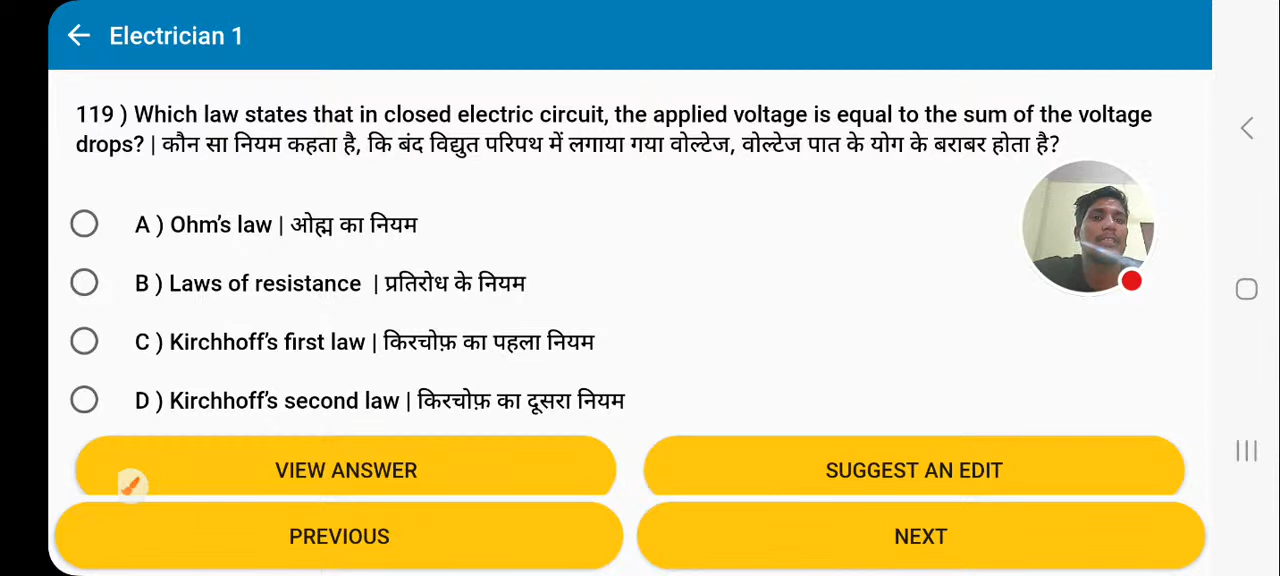 Electrician 1
119 ) Which law states that in closed electric circuit, the applied voltage is equal to the sum of the voltage
drops? | कौन सा नियम कहता है, कि बंद विद्युत परिपथ में लगाया गया वोल्टेज, वोल्टेज पात के योग के बराबर होता है?
A ) Ohm's law | ओह्म का नियम
B ) Laws of resistance | प्रतिरोध के नियम
C ) Kirchhoff's first law | किरचोफ़ का पहला नियम
D ) Kirchhoff's second law | किरचोफ़ का दूसरा नियम
VIEW ANSWER
SUGGEST AN EDIT
PREVIOUS
NEXT